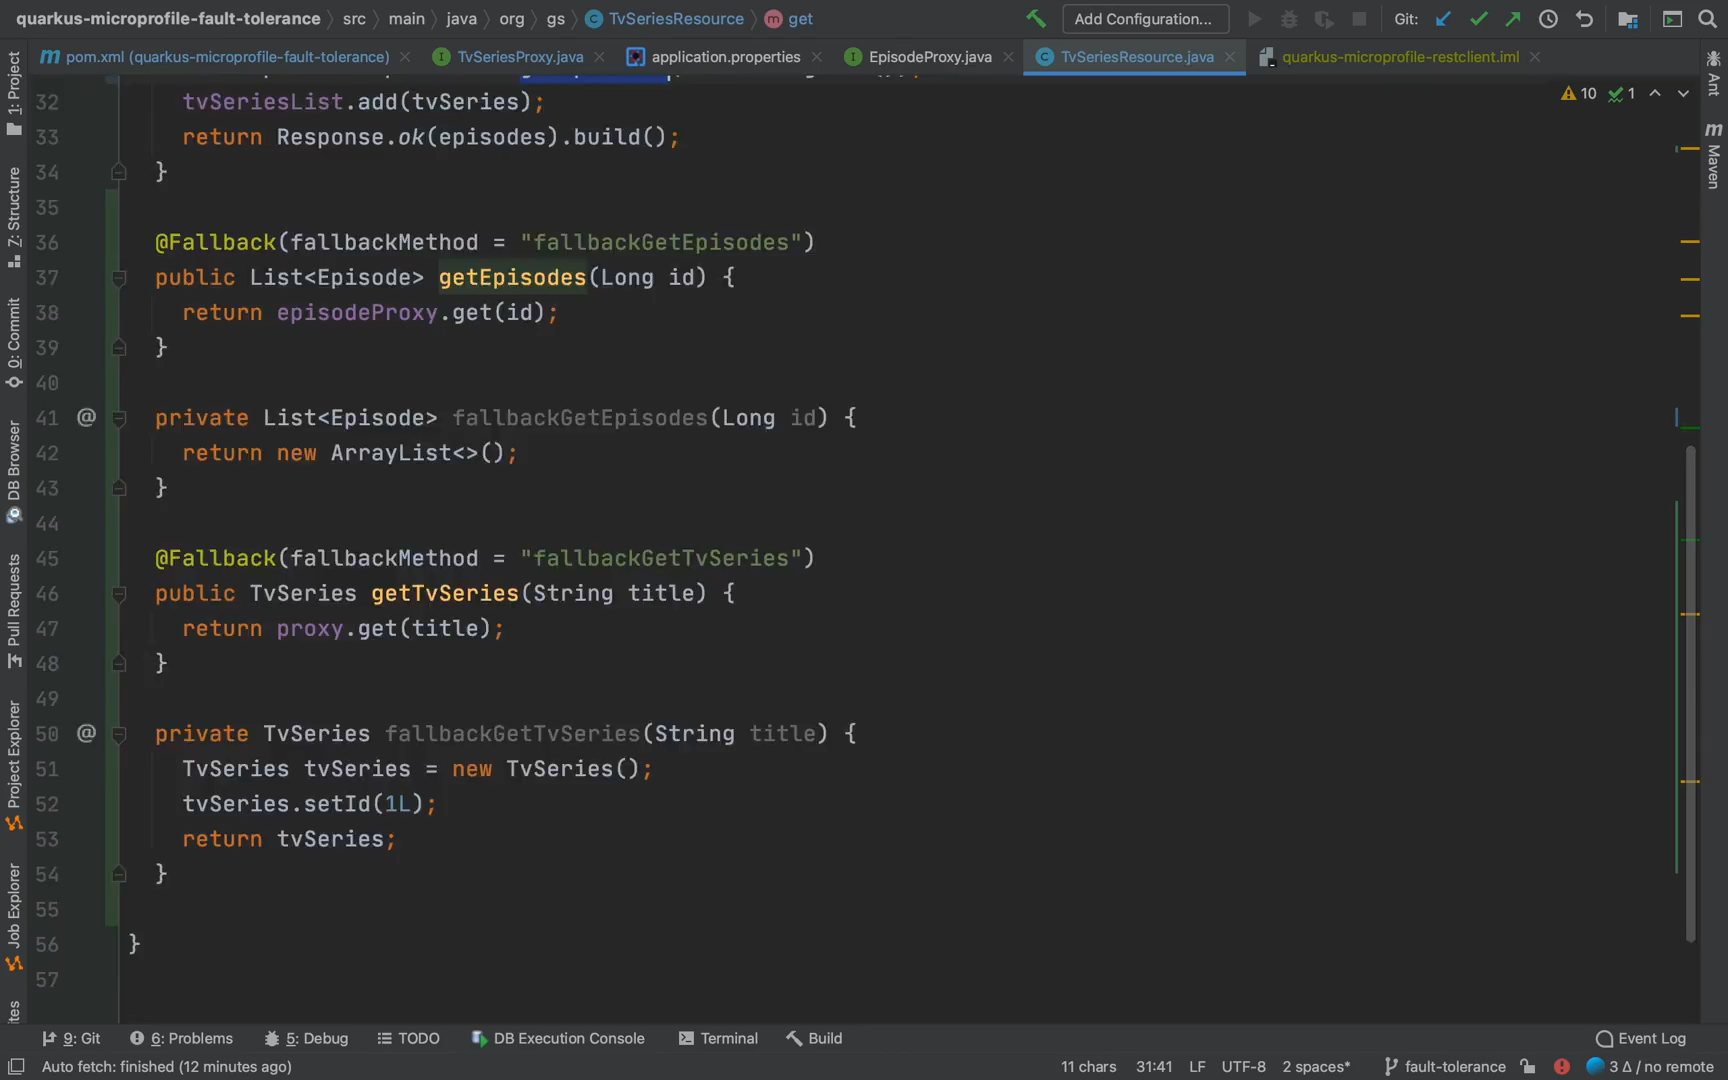 quarkus-microprofile-fault-tolerance src main java org gs TvSeriesResource get Add Configuration... Git:
pom.xml (quarkus-microprofile-fault-tolerance) TvSeriesProxy.java application.properties EpisodeProxy.java TvSeriesResource.java quarkus-microprofile-restclient.iml
32 tvSeriesList.add(tvSeries);
10 1
33 return Response.ok(episodes).build();
34 }
35
36 @Fallback(fallbackMethod = "fallbackGetEpisodes")
37 public List<Episode> getEpisodes(Long id) {
38 return episodeProxy.get(id);
39 }
40
41 @ private List<Episode> fallbackGetEpisodes(Long id) {
42 return new ArrayList<>();
43 }
44
45 @Fallback(fallbackMethod = "fallbackGetTvSeries")
46 public TvSeries getTvSeries(String title) {
47 return proxy.get(title);
48 }
49
50 @ private TvSeries fallbackGetTvSeries(String title) {
51 TvSeries tvSeries = new TvSeries();
52 tvSeries.setId(1L);
53 return tvSeries;
54 }
55
56 }
57
1: Project
7: Structure
0: Commit
DB Browser
Pull Requests
Project Explorer
Job Explorer
ites
Ant
m Maven
9: Git 6: Problems 5: Debug TODO DB Execution Console Terminal Build Event Log
Auto fetch: finished (12 minutes ago) 11 chars 31:41 LF UTF-8 2 spaces* fault-tolerance 3 Δ / no remote